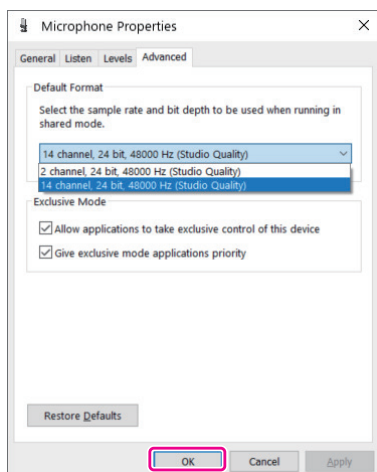 Microphone Properties
General Listen Levels Advanced
Default Format
Select the sample rate and bit depth to be used when running in
shared mode.
14 channel, 24 bit, 48000 Hz (Studio Quality)
2 channel, 24 bit, 48000 Hz (Studio Quality)
14 channel, 24 bit, 48000 Hz (Studio Quality)
Exclusive Mode
Allow applications to take exclusive control of this device
Give exclusive mode applications priority
Restore Defaults
OK Cancel Apply